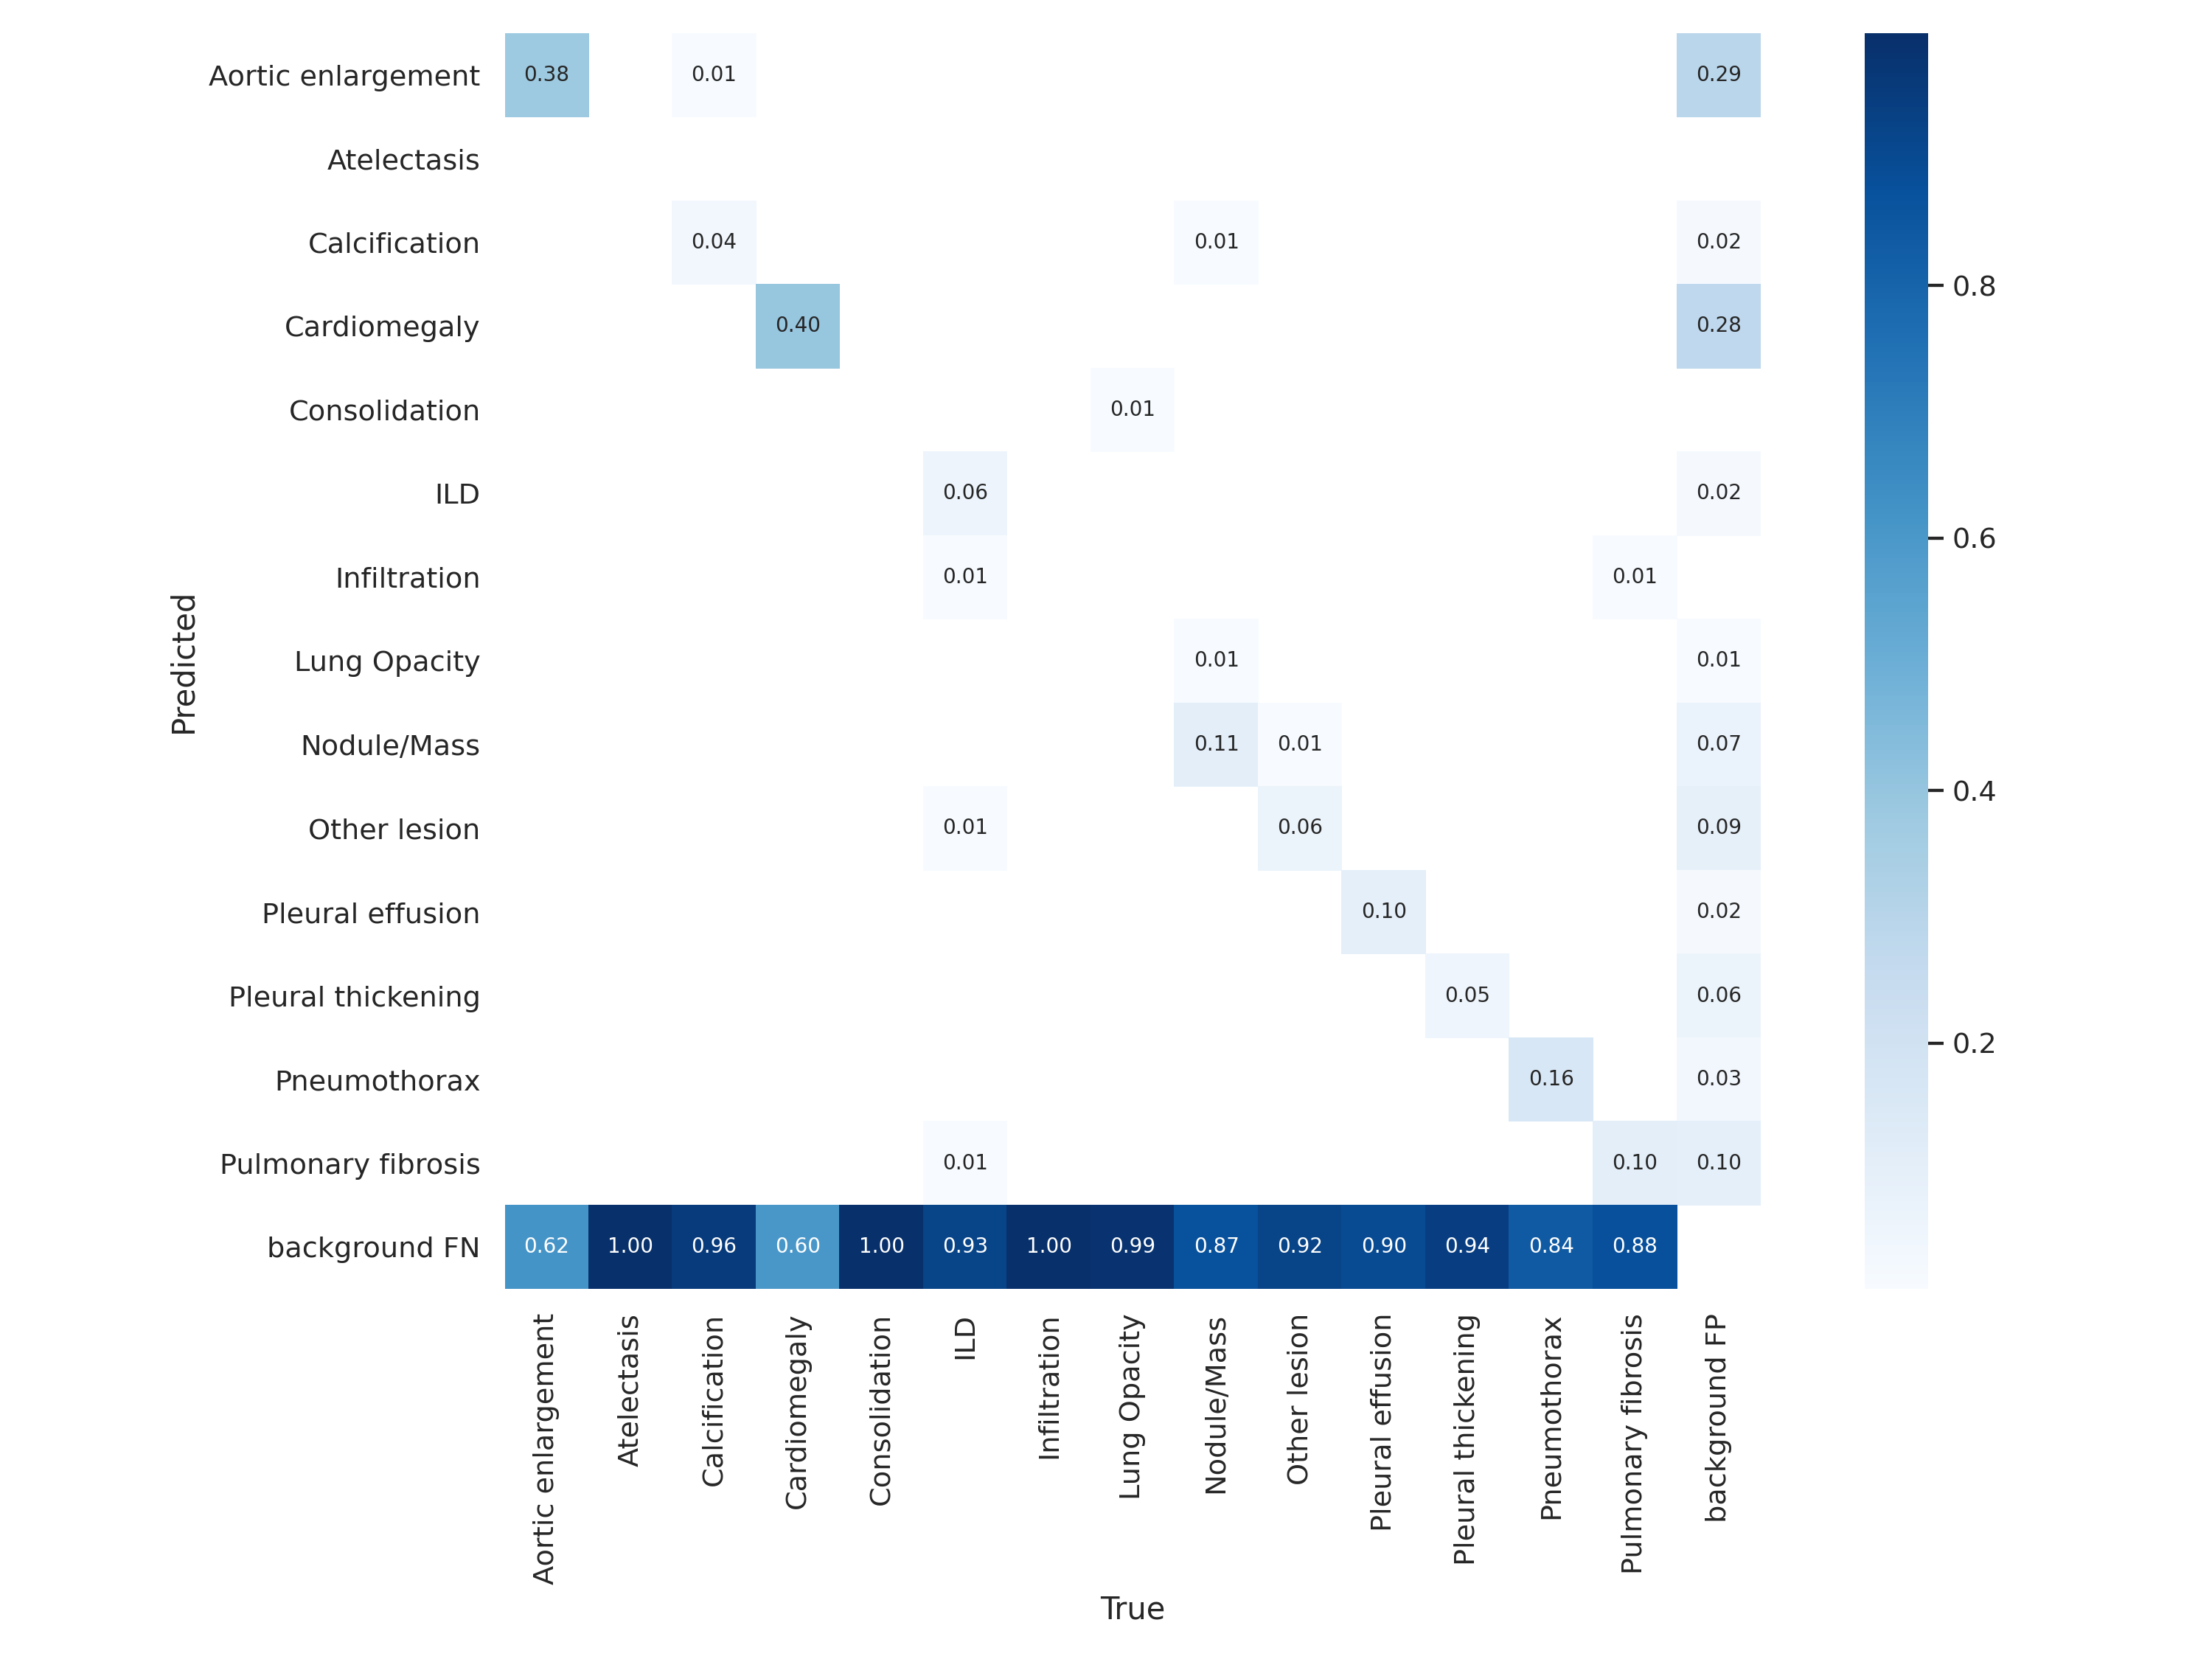 Aortic enlargement 0.38 0.01 0.29
Atelectasis
Calcification 0.04 0.01 0.02
0.8
Cardiomegaly 0.40 0.28
Consolidation 0.01
ILD 0.06 0.02
0.6
Infiltration 0.01 0.01
Predicted
Lung Opacity 0.01 0.01
Nodule/Mass 0.11 0.01 0.07
0.4
Other lesion 0.01 0.06 0.09
Pleural effusion 0.10 0.02
Pleural thickening 0.05 0.06
0.2
Pneumothorax 0.16 0.03
Pulmonary fibrosis 0.01 0.10 0.10
background FN 0.62 1.00 0.96 0.60 1.00 0.93 1.00 0.99 0.87 0.92 0.90 0.94 0.84 0.88
Aortic enlargement
Atelectasis
Calcification
Cardiomegaly
Consolidation
ILD
Infiltration
Lung Opacity
Nodule/Mass
Other lesion
Pleural effusion
Pleural thickening
Pneumothorax
Pulmonary fibrosis
background FP
True